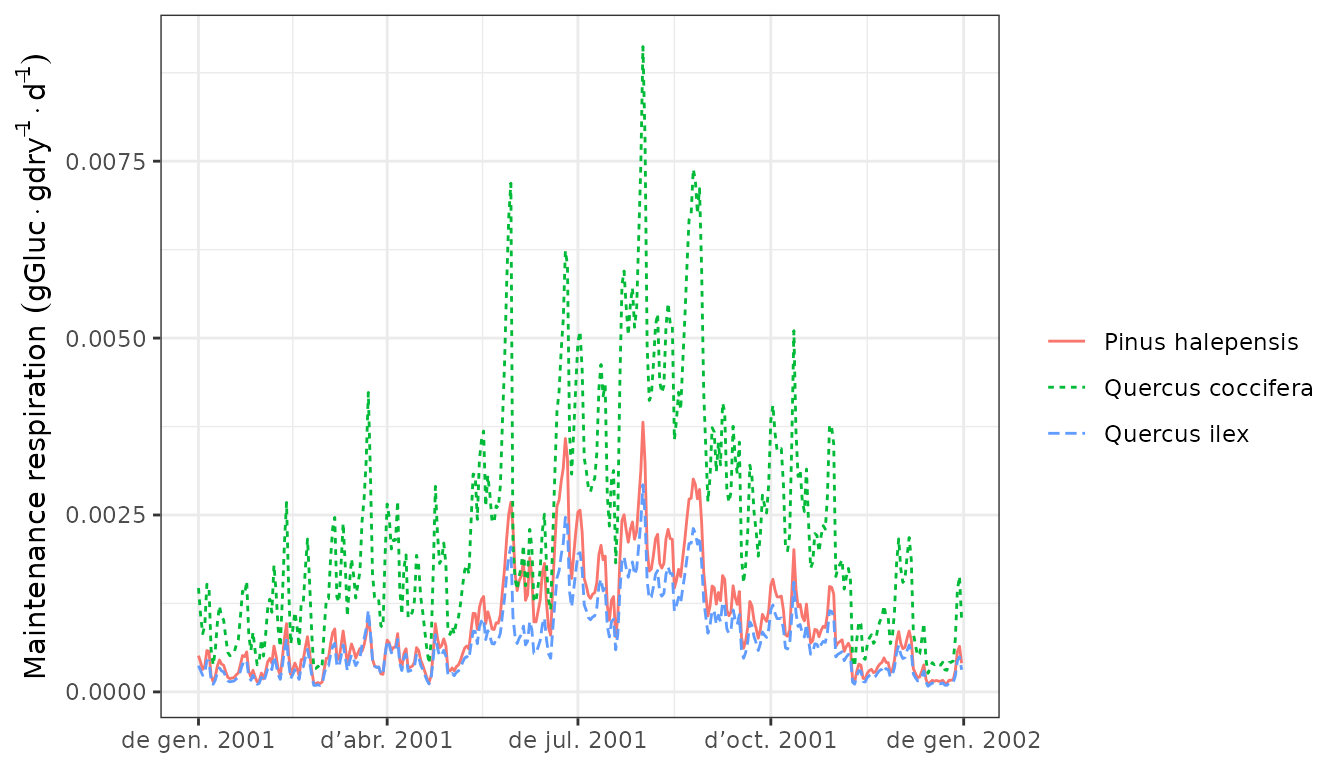 Maintenance respiration (gGluc · gdry⁻¹ · d⁻¹)
0.0075
0.0050
0.0025
0.0000
de gen. 2001 d’abr. 2001 de jul. 2001 d’oct. 2001 de gen. 2002
Pinus halepensis
Quercus coccifera
Quercus ilex